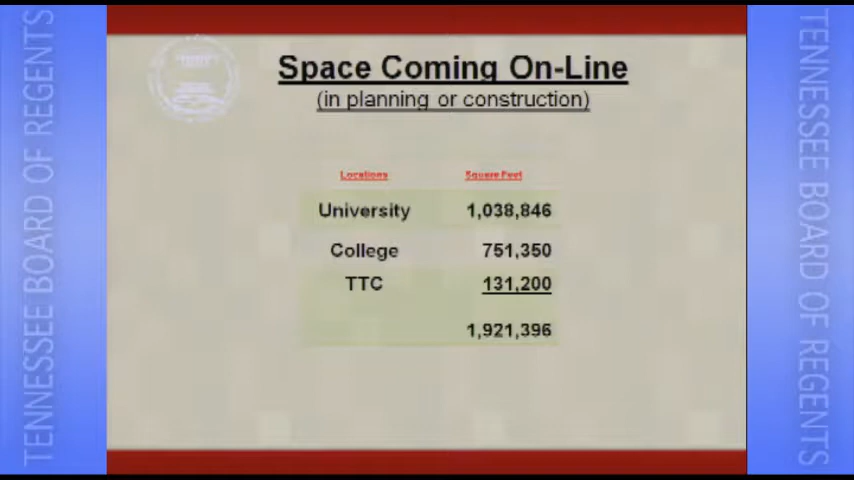 TENNESSEE BOARD OF REGENTS
Space Coming On-Line
(in planning or construction)
Locations Square Feet
University 1,038,846
College 751,350
TTC 131,200
1,921,396
TENNESSEE BOARD OF REGENTS